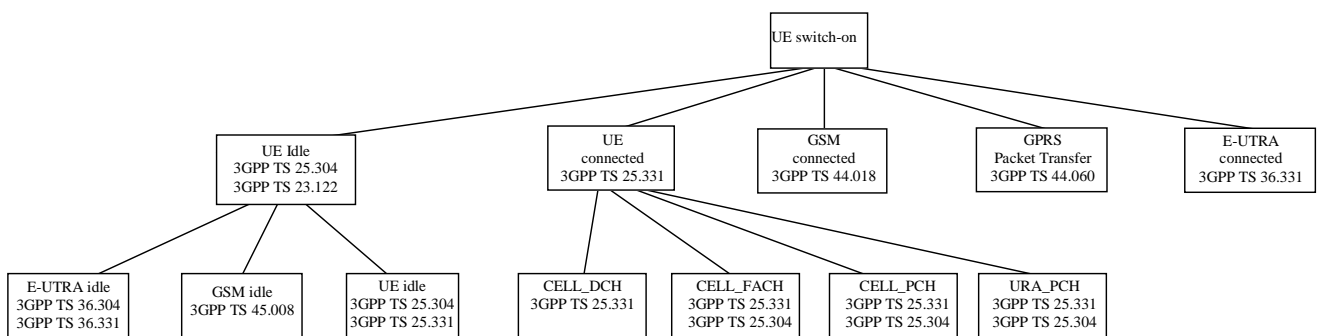 UE switch-on
UE Idle
3GPP TS 25.304
3GPP TS 23.122
UE
connected
3GPP TS 25.331
GSM
connected
3GPP TS 44.018
GPRS
Packet Transfer
3GPP TS 44.060
E-UTRA
connected
3GPP TS 36.331
E-UTRA idle
3GPP TS 36.304
3GPP TS 36.331
GSM idle
3GPP TS 45.008
UE idle
3GPP TS 25.304
3GPP TS 25.331
CELL_DCH
3GPP TS 25.331
CELL_FACH
3GPP TS 25.331
3GPP TS 25.304
CELL_PCH
3GPP TS 25.331
3GPP TS 25.304
URA_PCH
3GPP TS 25.331
3GPP TS 25.304